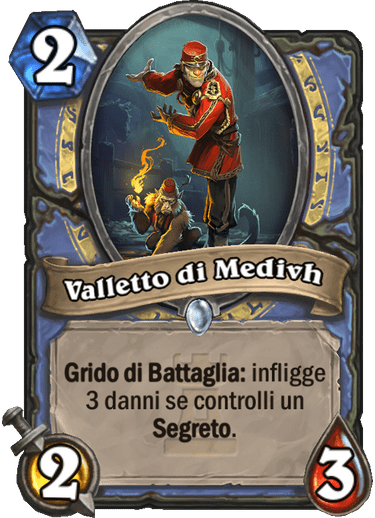 2
Valletto di Medivh
Grido di Battaglia: infligge
3 danni se controlli un
Segreto.
2
3